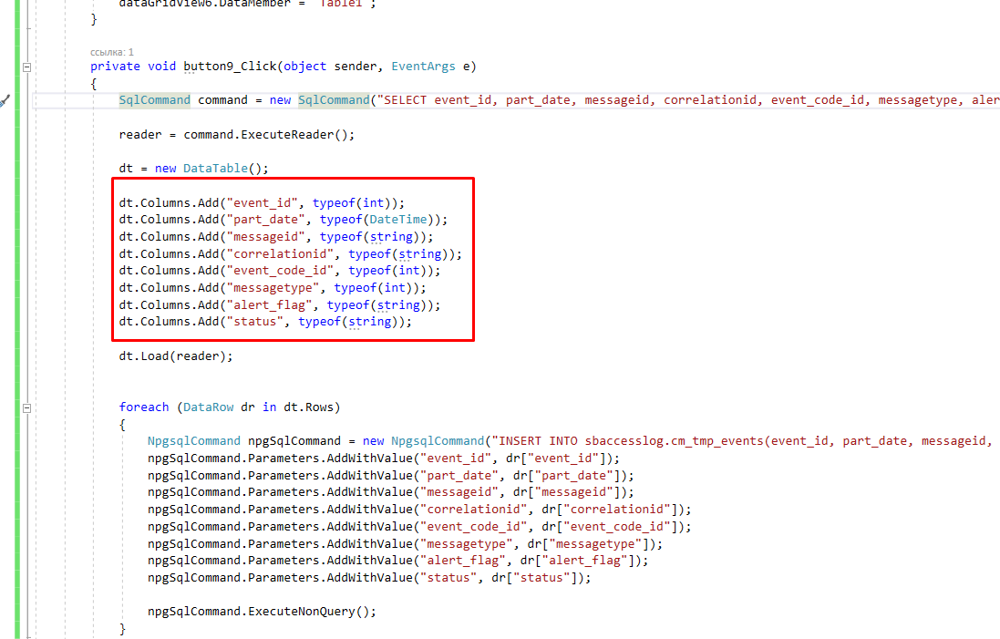 dataGridView6.DataMember = "Table1";
}
ссылка: 1
private void button9_Click(object sender, EventArgs e)
{
SqlCommand command = new SqlCommand("SELECT event_id, part_date, messageid, correlationid, event_code_id, messagetype, aler
reader = command.ExecuteReader();
dt = new DataTable();
dt.Columns.Add("event_id", typeof(int));
dt.Columns.Add("part_date", typeof(DateTime));
dt.Columns.Add("messageid", typeof(string));
dt.Columns.Add("correlationid", typeof(string));
dt.Columns.Add("event_code_id", typeof(int));
dt.Columns.Add("messagetype", typeof(int));
dt.Columns.Add("alert_flag", typeof(string));
dt.Columns.Add("status", typeof(string));
dt.Load(reader);
foreach (DataRow dr in dt.Rows)
{
NpgsqlCommand npgSqlCommand = new NpgsqlCommand("INSERT INTO sbaccesslog.cm_tmp_events(event_id, part_date, messageid,
npgSqlCommand.Parameters.AddWithValue("event_id", dr["event_id"]);
npgSqlCommand.Parameters.AddWithValue("part_date", dr["part_date"]);
npgSqlCommand.Parameters.AddWithValue("messageid", dr["messageid"]);
npgSqlCommand.Parameters.AddWithValue("correlationid", dr["correlationid"]);
npgSqlCommand.Parameters.AddWithValue("event_code_id", dr["event_code_id"]);
npgSqlCommand.Parameters.AddWithValue("messagetype", dr["messagetype"]);
npgSqlCommand.Parameters.AddWithValue("alert_flag", dr["alert_flag"]);
npgSqlCommand.Parameters.AddWithValue("status", dr["status"]);
npgSqlCommand.ExecuteNonQuery();
}